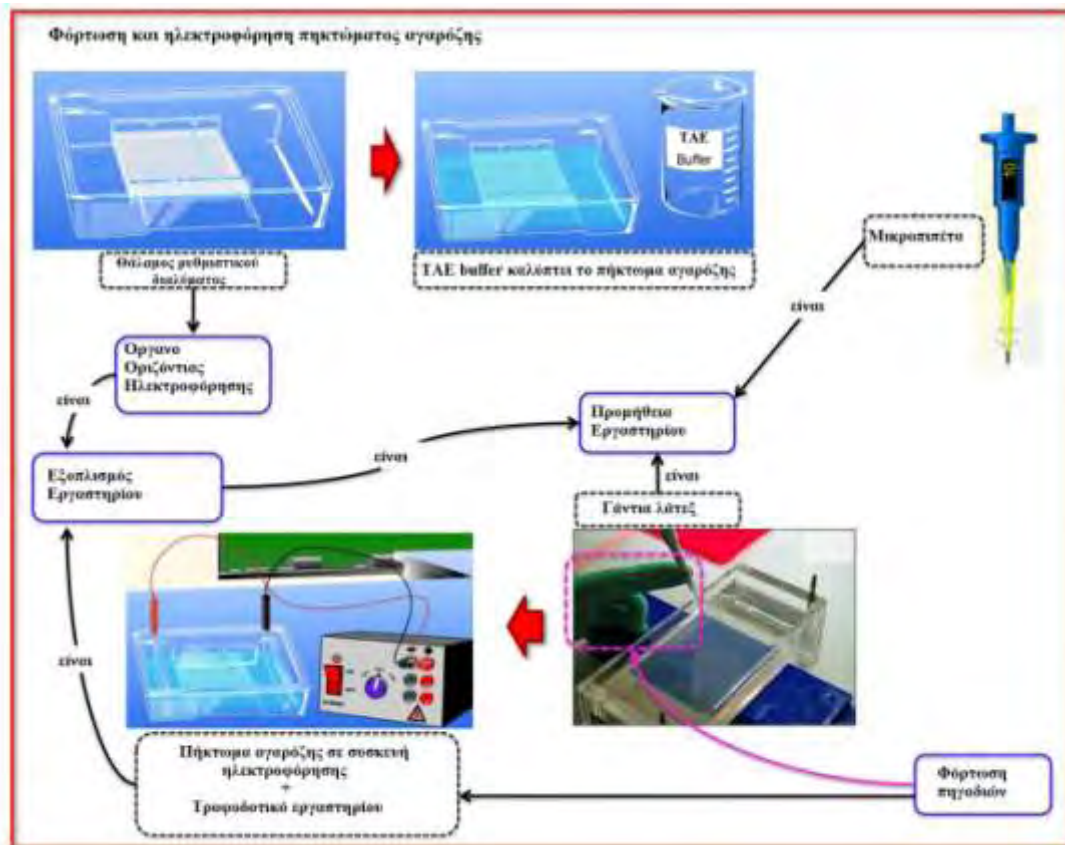 Φόρτωση και ηλεκτροφόρηση πηκτώματος αγαρόζης
TAE
Buffer
Μικροπιπέτα
Θάλαμος ρυθμιστικού
διαλύματος
TAE buffer καλύπτει το πήκτωμα αγαρόζης
είναι
Όργανο
Οριζόντιας
Ηλεκτροφόρησης
είναι
Προμήθεια
Εργαστηρίου
είναι
Εξοπλισμός
Εργαστηρίου
είναι
Γάντια λάτεξ
είναι
Πήκτωμα αγαρόζης σε συσκευή
ηλεκτροφόρησης
+
Τροφοδοτικό εργαστηρίου
Φόρτωση
πηγαδιών